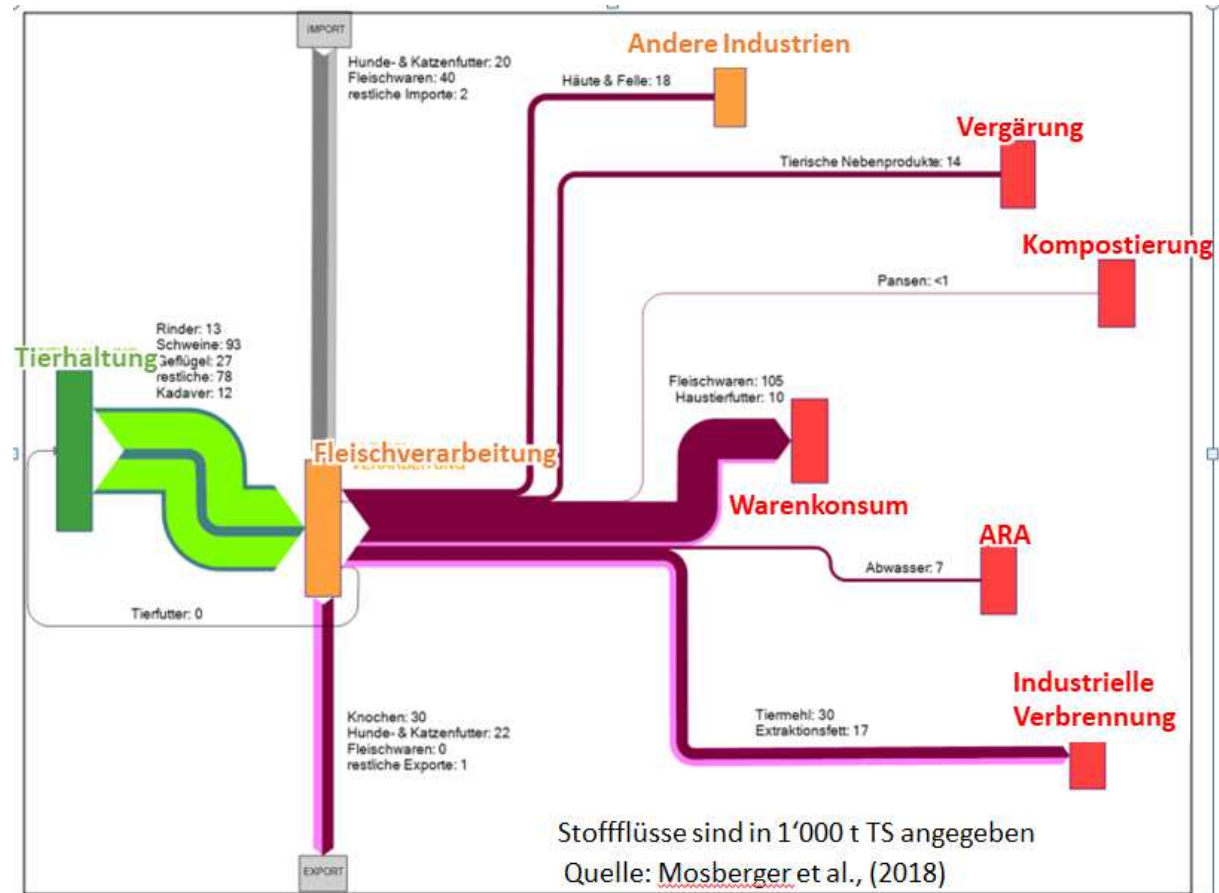 IMPORT
Hunde- & Katzenfutter: 20
Fleischwaren: 40
restliche Importe: 2
Andere Industrien
Häute & Felle: 18
Vergärung
Tierische Nebenprodukte: 14
Kompostierung
Pansen: <1
Rinder: 13
Schweine: 93
Geflügel: 27
restliche: 78
Kadaver: 12
Tierhaltung
Fleischwaren: 105
Haustierfutter: 10
Fleischverarbeitung
VERARBEITUNG
Warenkonsum
ARA
Abwasser: 7
Tierfutter: 0
Industrielle
Verbrennung
Knochen: 30
Hunde- & Katzenfutter: 22
Fleischwaren: 0
restliche Exporte: 1
Tiermehl: 30
Extraktionsfett: 17
EXPORT
Stoffflüsse sind in 1‘000 t TS angegeben
Quelle: Mosberger et al., (2018)